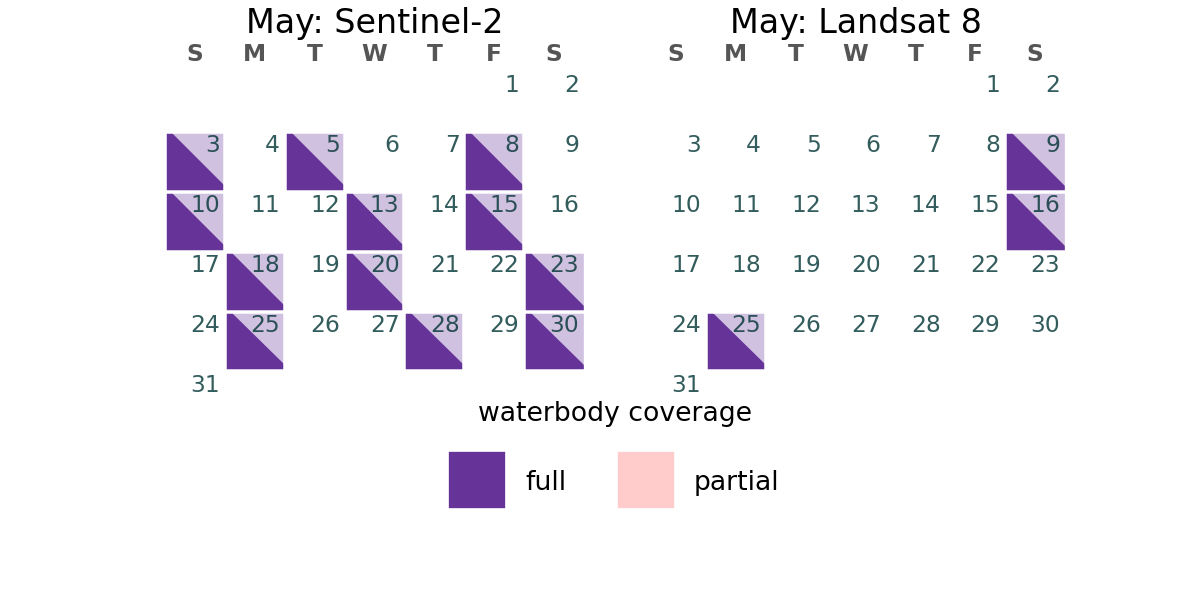 May: Sentinel-2
S M T W T F S
1 2
3 4 5 6 7 8 9
10 11 12 13 14 15 16
17 18 19 20 21 22 23
24 25 26 27 28 29 30
31
May: Landsat 8
S M T W T F S
1 2
3 4 5 6 7 8 9
10 11 12 13 14 15 16
17 18 19 20 21 22 23
24 25 26 27 28 29 30
31
waterbody coverage
full partial